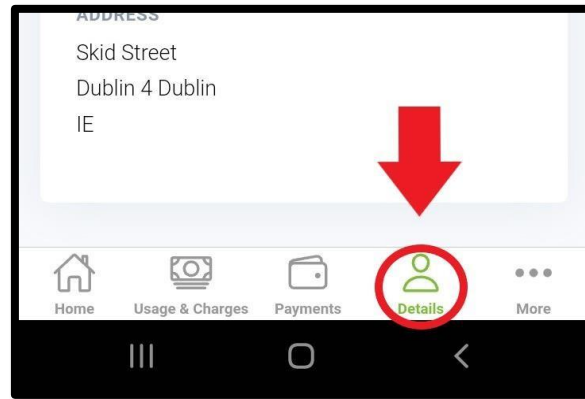 ADDRESS
Skid Street
Dublin 4 Dublin
IE
Home Usage & Charges Payments Details More